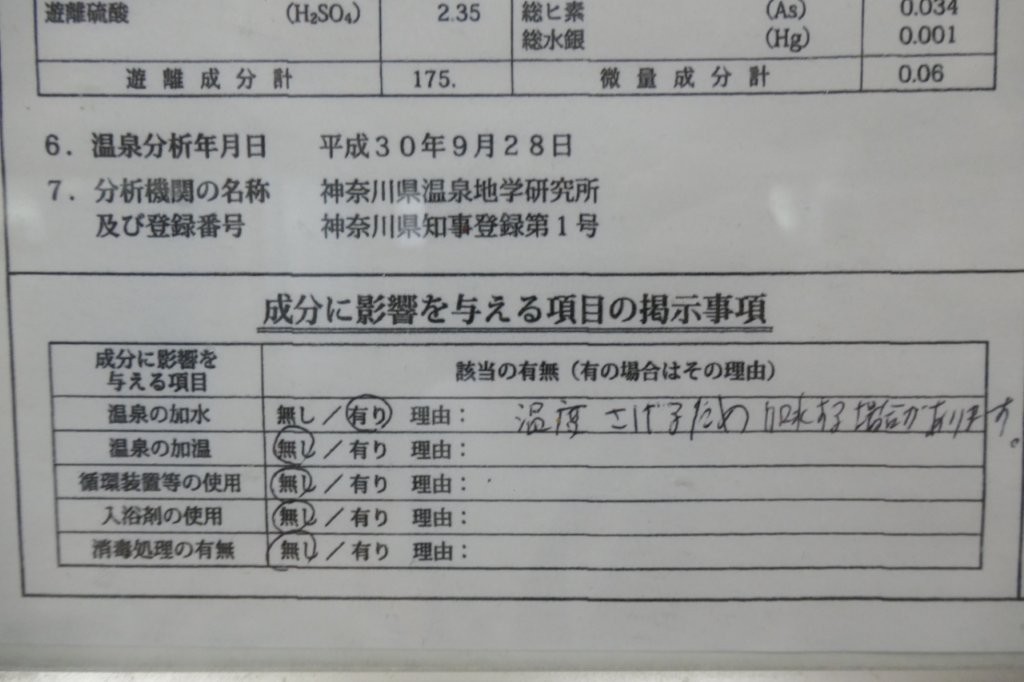 遊離硫酸 (H₂SO₄) 2.35 総ヒ素 (As) 0.034
総水銀 (Hg) 0.001
遊離成分計 175. 微量成分計 0.06
6．温泉分析年月日 平成30年9月28日
7．分析機関の名称 神奈川県温泉地学研究所
及び登録番号 神奈川県知事登録第1号
成分に影響を与える項目の掲示事項
成分に影響を
与える項目
該当の有無（有の場合はその理由）
温泉の加水 無し／有り 理由： 温度さげるため加水する場合があります。
温泉の加温 無し／有り 理由：
循環装置等の使用 無し／有り 理由：
入浴剤の使用 無し／有り 理由：
消毒処理の有無 無し／有り 理由：